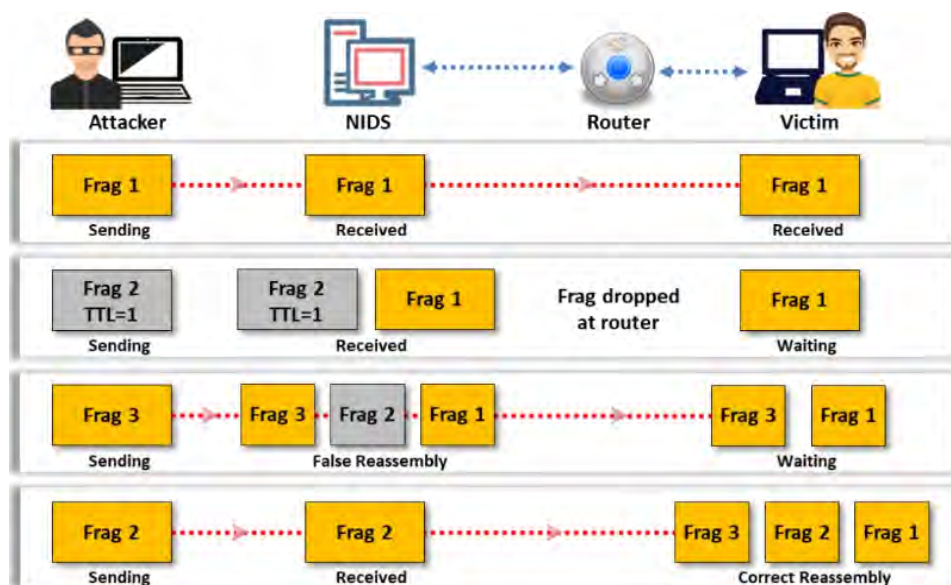 Attacker
NIDS
Router
Victim
Frag 1
Frag 1
Frag 1
Sending
Received
Received
Frag 2
TTL=1
Frag 2
TTL=1
Frag 1
Frag dropped
at router
Frag 1
Sending
Received
Waiting
Frag 3
Frag 3
Frag 2
Frag 1
Frag 3
Frag 1
Sending
False Reassembly
Waiting
Frag 2
Frag 2
Frag 3
Frag 2
Frag 1
Sending
Received
Correct Reassembly